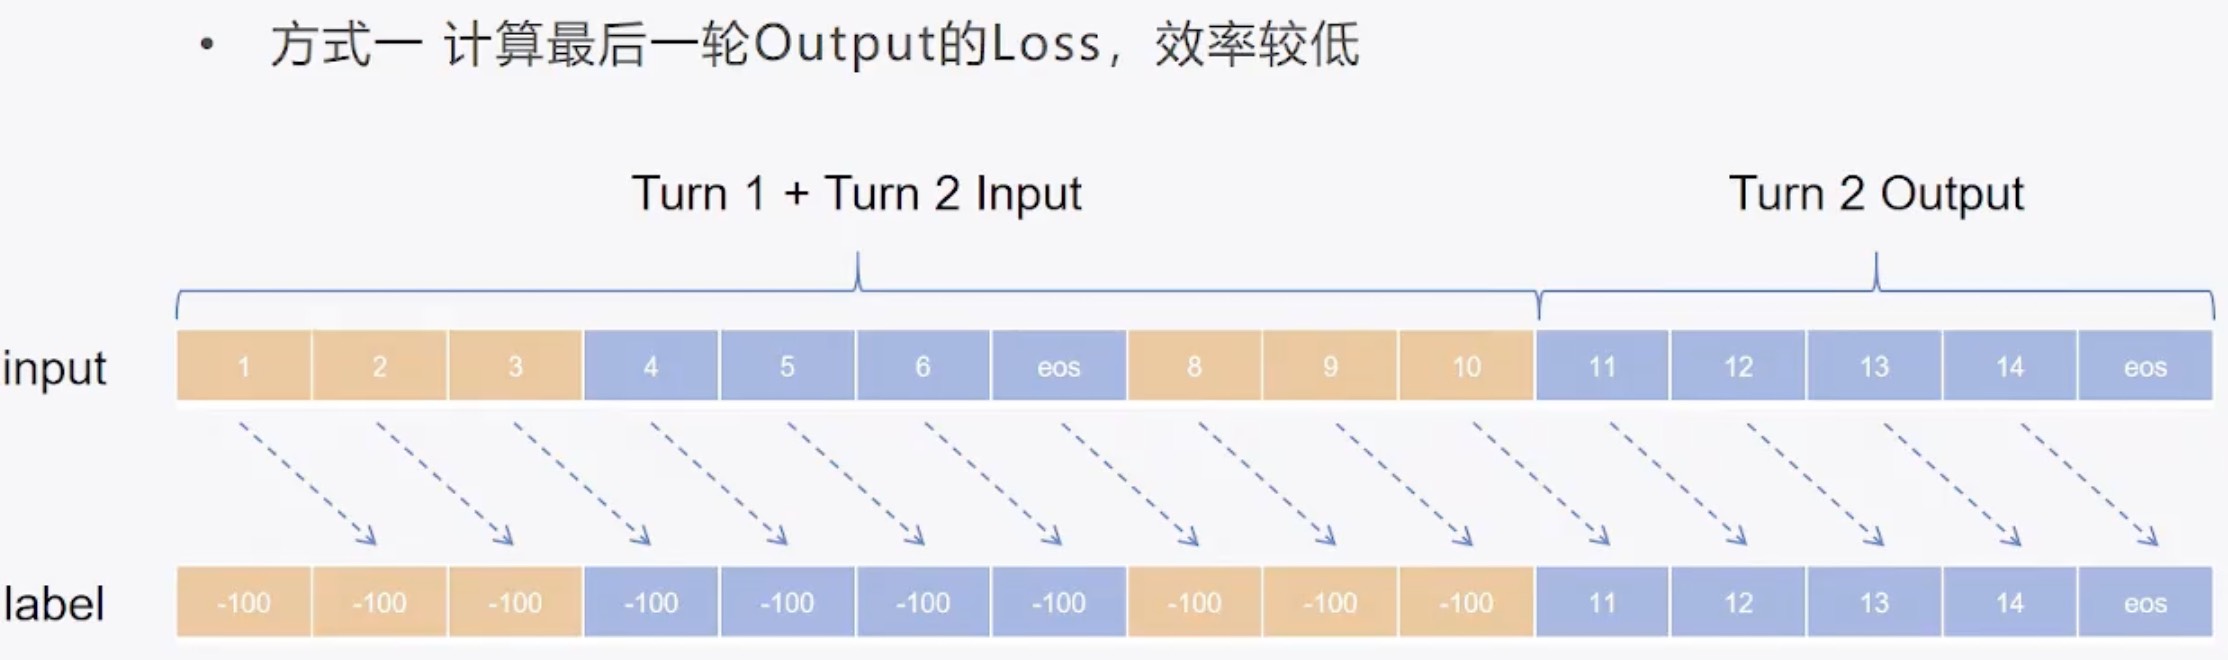 • 方式一 计算最后一轮Output的Loss，效率较低
Turn 1 + Turn 2 Input Turn 2 Output
input 1 2 3 4 5 6 eos 8 9 10 11 12 13 14 eos
label -100 -100 -100 -100 -100 -100 -100 -100 -100 -100 11 12 13 14 eos